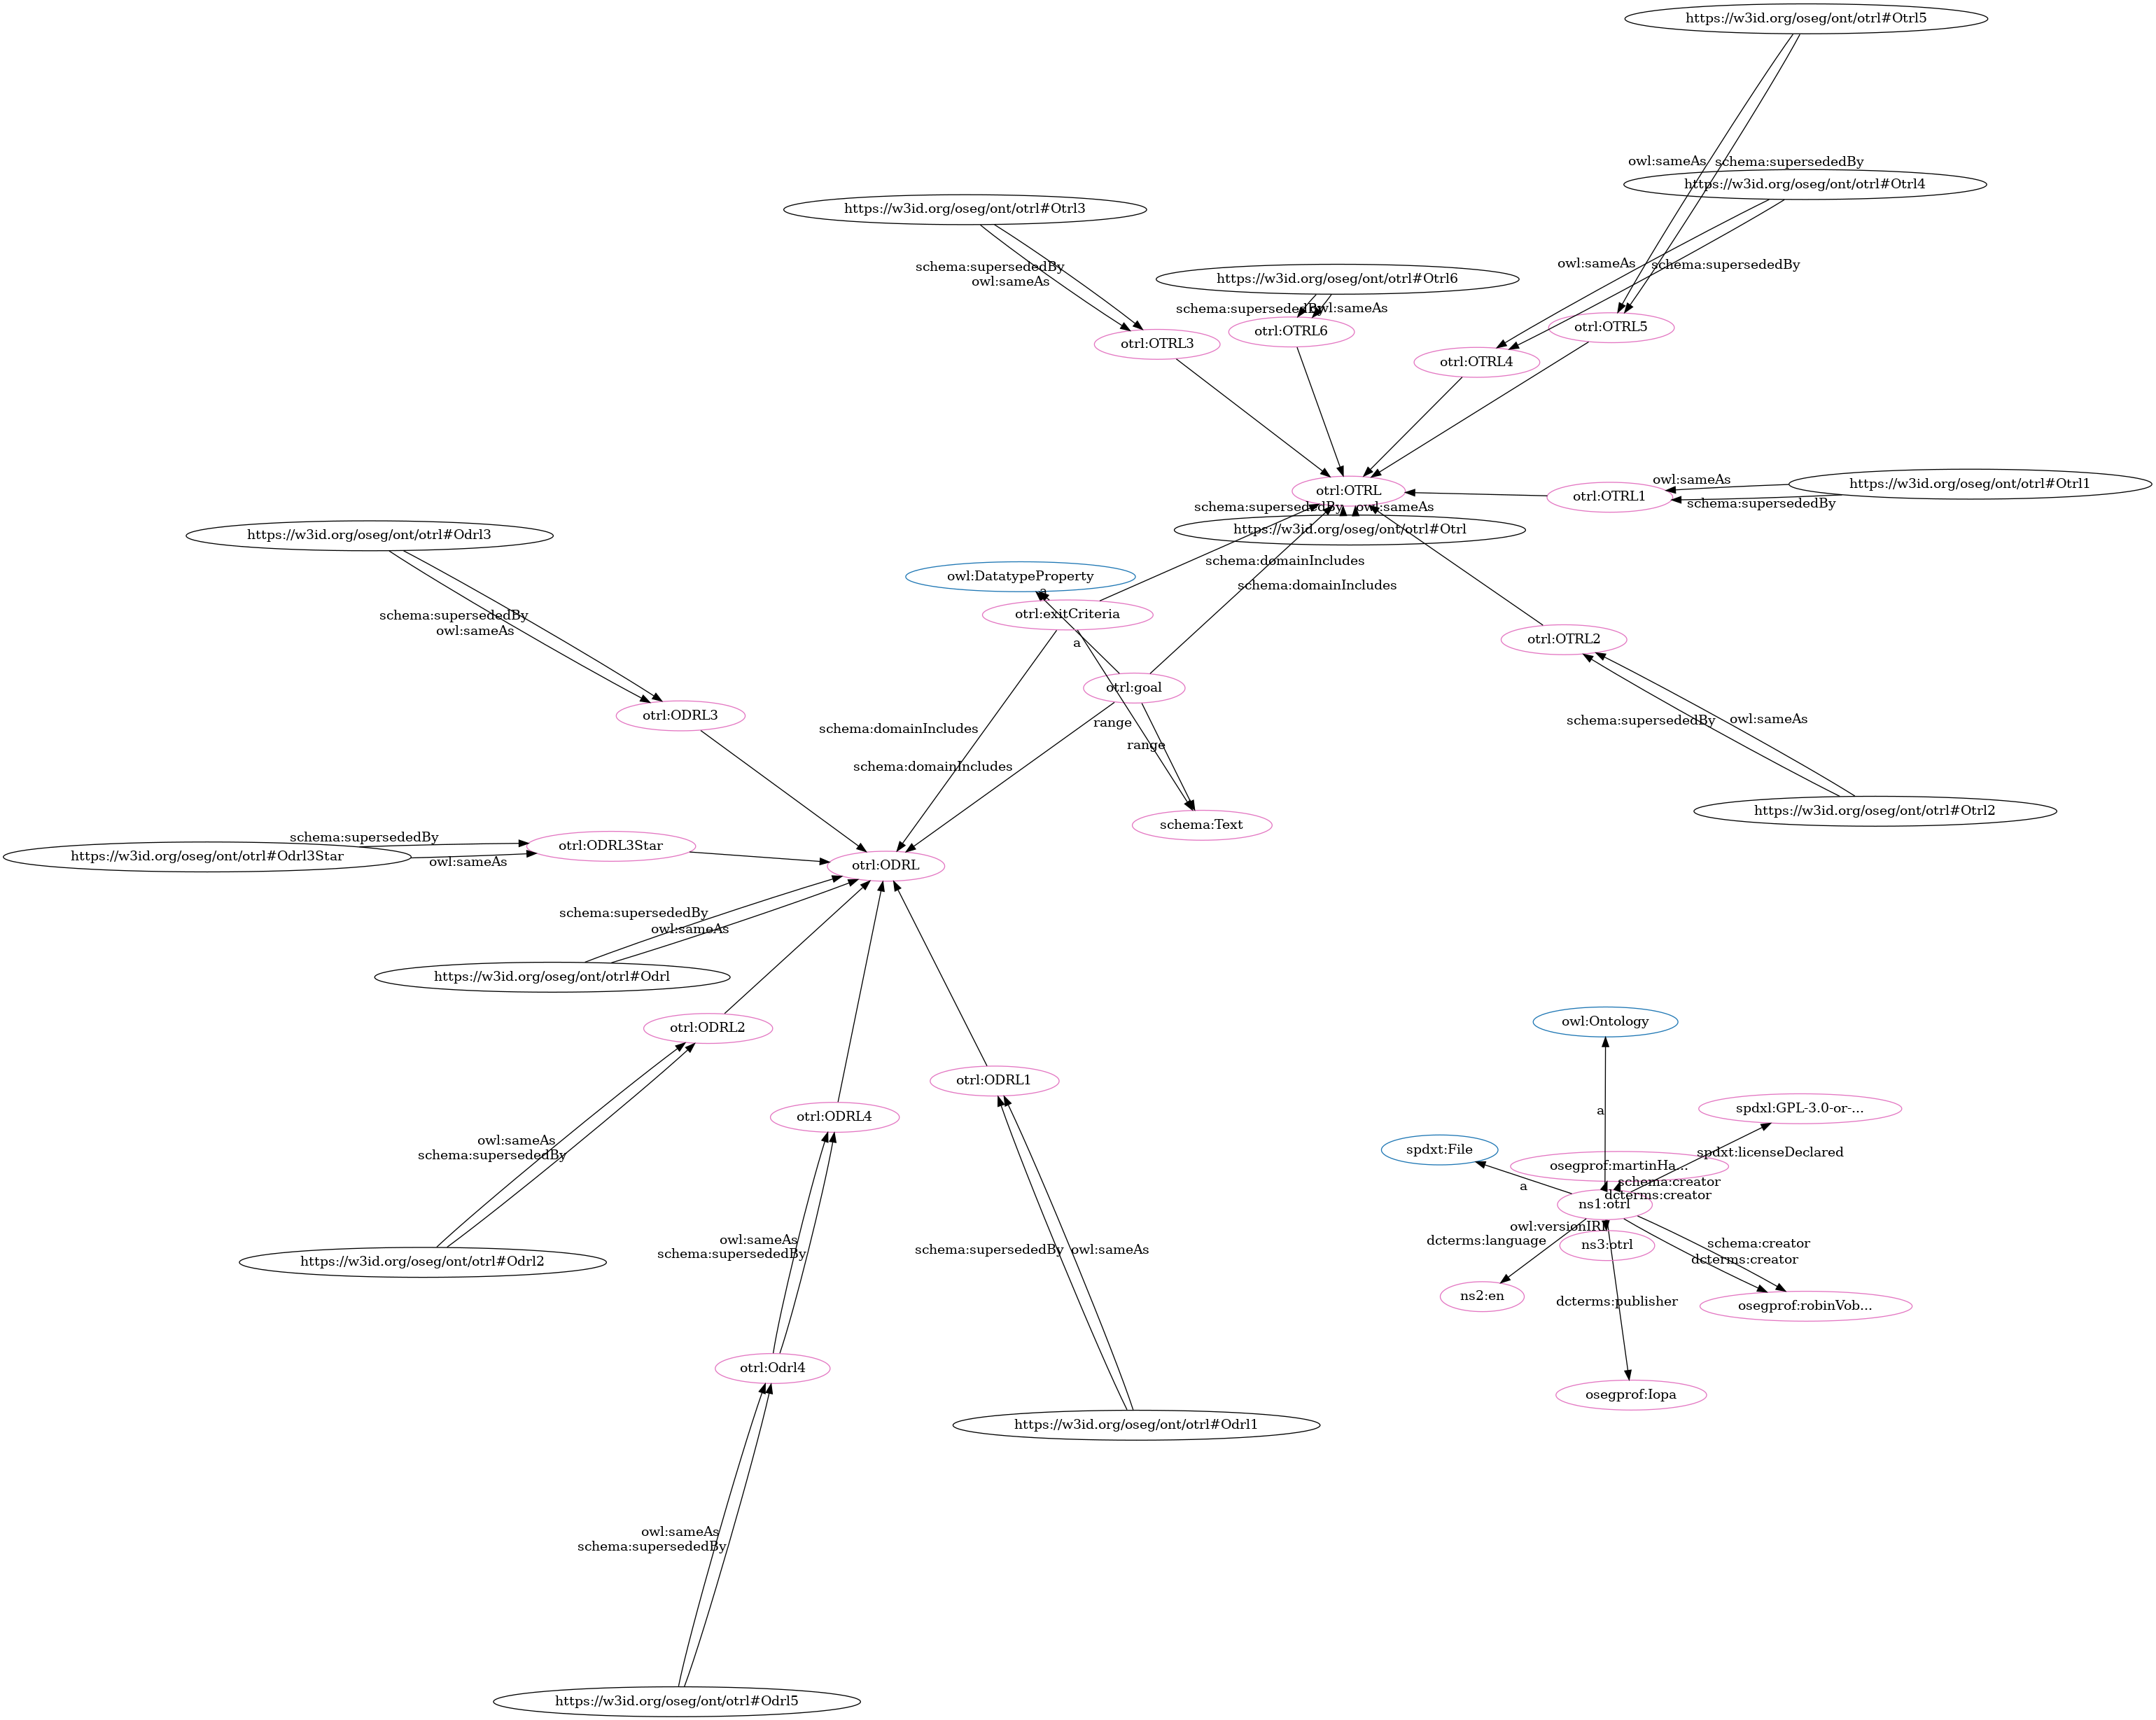 https://w3id.org/oseg/ont/otrl#Otrl5
owl:sameAs
schema:supersededBy
https://w3id.org/oseg/ont/otrl#Otrl4
https://w3id.org/oseg/ont/otrl#Otrl3
owl:sameAs
schema:supersededBy
schema:supersededBy
owl:sameAs
https://w3id.org/oseg/ont/otrl#Otrl6
schema:supersededBy
owl:sameAs
otrl:OTRL5
otrl:OTRL6
otrl:OTRL3
otrl:OTRL4
owl:sameAs
https://w3id.org/oseg/ont/otrl#Otrl1
otrl:OTRL
otrl:OTRL1
schema:supersededBy
schema:supersededBy
owl:sameAs
https://w3id.org/oseg/ont/otrl#Otrl
https://w3id.org/oseg/ont/otrl#Odrl3
schema:domainIncludes
owl:DatatypeProperty
schema:domainIncludes
a
otrl:exitCriteria
schema:supersededBy
owl:sameAs
otrl:OTRL2
a
otrl:goal
otrl:ODRL3
owl:sameAs
schema:supersededBy
range
schema:domainIncludes
range
schema:domainIncludes
https://w3id.org/oseg/ont/otrl#Otrl2
schema:Text
schema:supersededBy
otrl:ODRL3Star
https://w3id.org/oseg/ont/otrl#Odrl3Star
owl:sameAs
otrl:ODRL
schema:supersededBy
owl:sameAs
https://w3id.org/oseg/ont/otrl#Odrl
otrl:ODRL2
owl:Ontology
otrl:ODRL1
spdxl:GPL-3.0-or-...
a
otrl:ODRL4
owl:sameAs
schema:supersededBy
spdxt:File
spdxt:licenseDeclared
osegprof:martinHa...
schema:creator
a
dcterms:creator
ns1:otrl
owl:versionIRI
dcterms:language
owl:sameAs
schema:supersededBy
schema:supersededBy
owl:sameAs
ns3:otrl
schema:creator
dcterms:creator
https://w3id.org/oseg/ont/otrl#Odrl2
ns2:en
dcterms:publisher
osegprof:robinVob...
otrl:Odrl4
osegprof:Iopa
https://w3id.org/oseg/ont/otrl#Odrl1
owl:sameAs
schema:supersededBy
https://w3id.org/oseg/ont/otrl#Odrl5